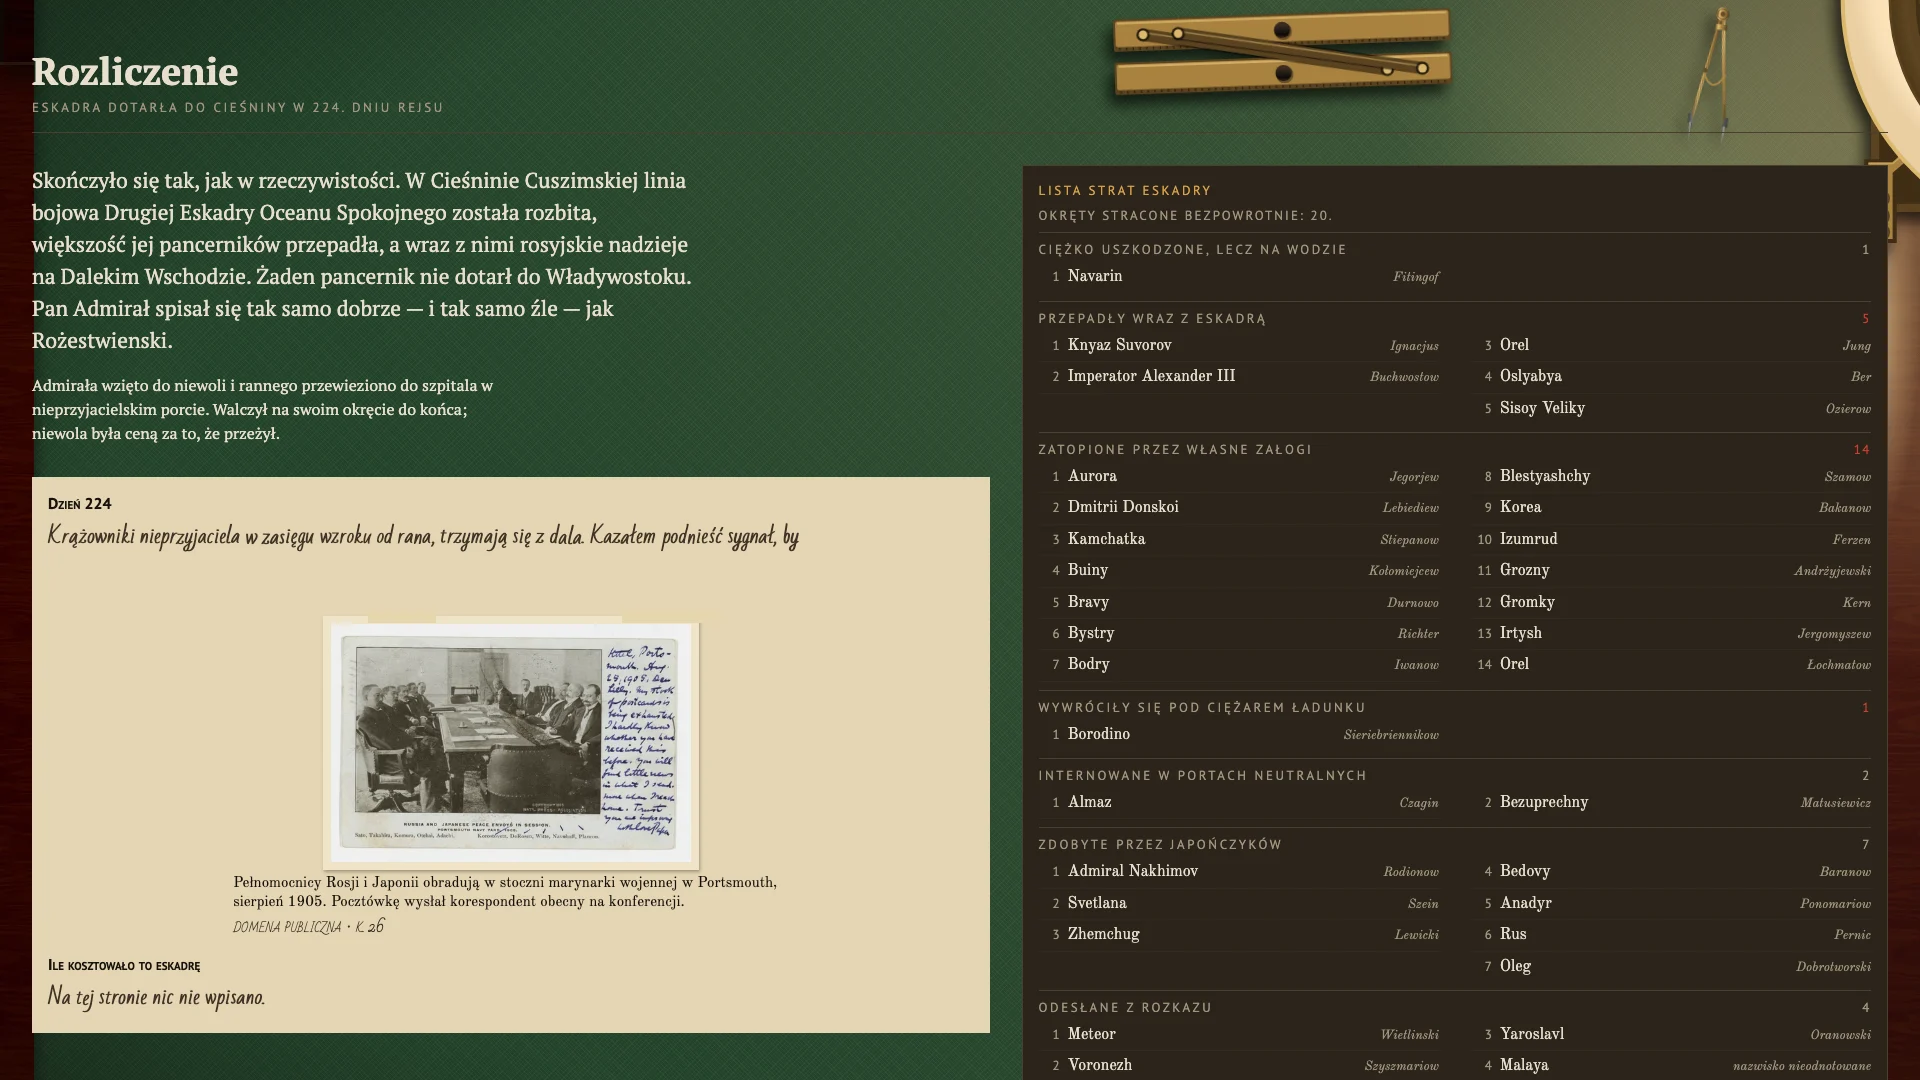 Rozliczenie
ESKADRA DOTARŁA DO CIEŚNINY W 224. DNIU REJSU
Skończyło się tak, jak w rzeczywistości. W Cieśninie Cuszimskiej linia
bojowa Drugiej Eskadry Oceanu Spokojnego została rozbita,
większość jej pancerników przepadła, a wraz z nimi rosyjskie nadzieje
na Dalekim Wschodzie. Żaden pancernik nie dotarł do Władywostoku.
Pan Admirał spisał się tak samo dobrze — i tak samo źle — jak
Rożestwienski.
Admirała wzięto do niewoli i rannego przewieziono do szpitala w
nieprzyjacielskim porcie. Walczył na swoim okręcie do końca;
niewola była ceną za to, że przeżył.
Dzień 224
Krążowniki nieprzyjaciela w zasięgu wzroku od rana, trzymają się z dala. Kazałem podnieść sygnał, by
RUSSIA AND JAPANESE PEACE ENVOYS IN SESSION.
PORTSMOUTH NAVY YARD, 1905.
Pełnomocnicy Rosji i Japonii obradują w stoczni marynarki wojennej w Portsmouth,
sierpień 1905. Pocztówkę wysłał korespondent obecny na konferencji.
DOMENA PUBLICZNA • K. 26
Ile kosztowało to eskadrę
Na tej stronie nic nie wpisano.
LISTA STRAT ESKADRY
OKRĘTY STRACONE BEZPOWROTNIE: 20.
CIĘŻKO USZKODZONE, LECZ NA WODZIE 1
1 Navarin Fitingof
PRZEPADŁY WRAZ Z ESKADRĄ 5
1 Knyaz Suvorov Ignacjus
2 Imperator Alexander III Buchwostow
3 Orel Jung
4 Oslyabya Ber
5 Sisoy Veliky Ozierow
ZATOPIONE PRZEZ WŁASNE ZAŁOGI 14
1 Aurora Jegorjew
2 Dmitrii Donskoi Lebiediew
3 Kamchatka Stiepanow
4 Buiny Kołomiejcew
5 Bravy Durnowo
6 Bystry Richter
7 Bodry Iwanow
8 Blestyashchy Szamow
9 Korea Bakanow
10 Izumrud Ferzen
11 Grozny Andrżyjewski
12 Gromky Kern
13 Irtysh Jergomyszew
14 Orel Łochmatow
WYWRÓCIŁY SIĘ POD CIĘŻAREM ŁADUNKU 1
1 Borodino Sieriebriennikow
INTERNOWANE W PORTACH NEUTRALNYCH 2
1 Almaz Czagin
2 Bezuprechny Matusiewicz
ZDOBYTE PRZEZ JAPOŃCZYKÓW 7
1 Admiral Nakhimov Rodionow
2 Svetlana Szein
3 Zhemchug Lewicki
4 Bedovy Baranow
5 Anadyr Ponomariow
6 Rus Pernic
7 Oleg Dobrotworski
ODESŁANE Z ROZKAZU 4
1 Meteor Wietlinski
2 Voronezh Szyszmariow
3 Yaroslavl Oranowski
4 Malaya nazwisko nieodnotowane